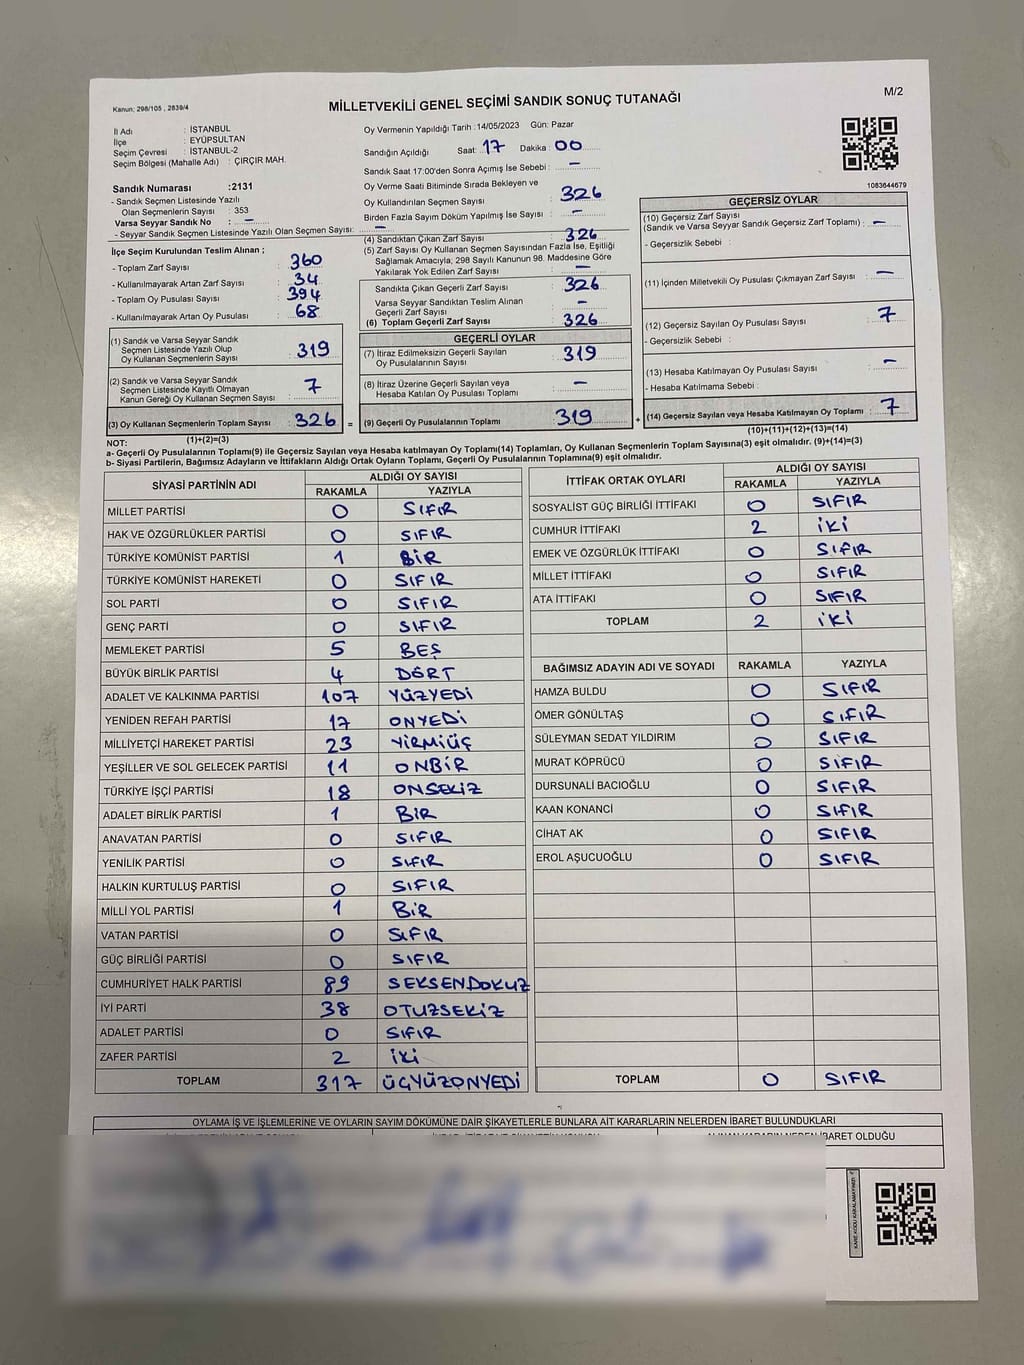 Kanun: 298/105 , 2839/4
MİLLETVEKİLİ GENEL SEÇİMİ SANDIK SONUÇ TUTANAĞI
M/2
İl Adı : İSTANBUL
İlçe : EYÜPSULTAN
Seçim Çevresi : İSTANBUL-2
Seçim Bölgesi (Mahalle Adı) : ÇIRÇIR MAH.
Sandık Numarası :2131
- Sandık Seçmen Listesinde Yazılı
Olan Seçmenlerin Sayısı : 353
Varsa Seyyar Sandık No : –
- Seyyar Sandık Seçmen Listesinde Yazılı Olan Seçmen Sayısı: –
İlçe Seçim Kurulundan Teslim Alınan ;
- Toplam Zarf Sayısı : 360
- Kullanılmayarak Artan Zarf Sayısı : 34
- Toplam Oy Pusulası Sayısı : 394
- Kullanılmayarak Artan Oy Pusulası : 68
(1) Sandık ve Varsa Seyyar Sandık
Seçmen Listesinde Yazılı Olup
Oy Kullanan Seçmenlerin Sayısı : 319
(2) Sandık ve Varsa Seyyar Sandık
Seçmen Listesinde Kayıtlı Olmayan
Kanun Gereği Oy Kullanan Seçmen Sayısı : 7
(3) Oy Kullanan Seçmenlerin Toplam Sayısı : 326 =
(1)+(2)=(3)
Oy Vermenin Yapıldığı Tarih :14/05/2023 Gün: Pazar
Sandığın Açıldığı Saat: 17 Dakika : 00
Sandık Saat 17:00'den Sonra Açımış İse Sebebi : –
Oy Verme Saati Bitiminde Sırada Bekleyen ve
Oy Kullandırılan Seçmen Sayısı : 326
Birden Fazla Sayım Döküm Yapılmış İse Sayısı : –
(4) Sandıktan Çıkan Zarf Sayısı : 326
(5) Zarf Sayısı Oy Kullanan Seçmen Sayısından Fazla İse, Eşitliği
Sağlamak Amacıyla, 298 Sayılı Kanunun 98. Maddesine Göre
Yakılarak Yok Edilen Zarf Sayısı : –
Sandıkta Çıkan Geçerli Zarf Sayısı : 326
Varsa Seyyar Sandıktan Teslim Alınan
Geçerli Zarf Sayısı : –
(6) Toplam Geçerli Zarf Sayısı : 326
GEÇERLİ OYLAR
(7) İtiraz Edilmeksizin Geçerli Sayılan
Oy Pusulalarının Sayısı : 319
(8) İtiraz Üzerine Geçerli Sayılan veya
Hesaba Katılan Oy Pusulası Toplamı : –
(9) Geçerli Oy Pusulalarının Toplamı : 319 +
1083644679
GEÇERSİZ OYLAR
(10) Geçersiz Zarf Sayısı
(Sandık ve Varsa Seyyar Sandık Geçersiz Zarf Toplamı) : –
- Geçersizlik Sebebi :
(11) İçinden Milletvekili Oy Pusulası Çıkmayan Zarf Sayısı : –
(12) Geçersiz Sayılan Oy Pusulası Sayısı : 7
- Geçersizlik Sebebi :
(13) Hesaba Katılmayan Oy Pusulası Sayısı : –
- Hesaba Katılmama Sebebi :
(14) Geçersiz Sayılan veya Hesaba Katılmayan Oy Toplamı : 7
(10)+(11)+(12)+(13)=(14)
NOT:
a- Geçerli Oy Pusulalarının Toplamı(9) ile Geçersiz Sayılan veya Hesaba katılmayan Oy Toplamı(14) Toplamları, Oy Kullanan Seçmenlerin Toplam Sayısına(3) eşit olmalıdır. (9)+(14)=(3)
b- Siyasi Partilerin, Bağımsız Adayların ve İttifakların Aldığı Ortak Oyların Toplamı, Geçerli Oy Pusulalarının Toplamına(9) eşit olmalıdır.
SİYASİ PARTİNİN ADI ALDIĞI OY SAYISI
RAKAMLA YAZIYLA
MİLLET PARTİSİ 0 SIFIR
HAK VE ÖZGÜRLÜKLER PARTİSİ 0 SIFIR
TÜRKİYE KOMÜNİST PARTİSİ 1 BİR
TÜRKİYE KOMÜNİST HAREKETİ 0 SIFIR
SOL PARTİ 0 SIFIR
GENÇ PARTİ 0 SIFIR
MEMLEKET PARTİSİ 5 BEŞ
BÜYÜK BİRLİK PARTİSİ 4 DÖRT
ADALET VE KALKINMA PARTİSİ 107 YÜZYEDİ
YENİDEN REFAH PARTİSİ 17 ONYEDİ
MİLLİYETÇİ HAREKET PARTİSİ 23 YİRMİÜÇ
YEŞİLLER VE SOL GELECEK PARTİSİ 11 ONBİR
TÜRKİYE İŞÇİ PARTİSİ 18 ONSEKİZ
ADALET BİRLİK PARTİSİ 1 BİR
ANAVATAN PARTİSİ 0 SIFIR
YENİLİK PARTİSİ 0 SIFIR
HALKIN KURTULUŞ PARTİSİ 0 SIFIR
MİLLİ YOL PARTİSİ 1 BİR
VATAN PARTİSİ 0 SIFIR
GÜÇ BİRLİĞİ PARTİSİ 0 SIFIR
CUMHURİYET HALK PARTİSİ 89 SEKSENDOKUZ
İYİ PARTİ 38 OTUZSEKİZ
ADALET PARTİSİ 0 SIFIR
ZAFER PARTİSİ 2 İKİ
TOPLAM 317 ÜÇYÜZONYEDİ
İTTİFAK ORTAK OYLARI ALDIĞI OY SAYISI
RAKAMLA YAZIYLA
SOSYALİST GÜÇ BİRLİĞİ İTTİFAKI 0 SIFIR
CUMHUR İTTİFAKI 2 İKİ
EMEK VE ÖZGÜRLÜK İTTİFAKI 0 SIFIR
MİLLET İTTİFAKI 0 SIFIR
ATA İTTİFAKI 0 SIFIR
TOPLAM 2 İKİ
BAĞIMSIZ ADAYIN ADI VE SOYADI RAKAMLA YAZIYLA
HAMZA BULDU 0 SIFIR
ÖMER GÖNÜLTAŞ 0 SIFIR
SÜLEYMAN SEDAT YILDIRIM 0 SIFIR
MURAT KÖPRÜCÜ 0 SIFIR
DURSUNALİ BACIOĞLU 0 SIFIR
KAAN KONANCİ 0 SIFIR
CİHAT AK 0 SIFIR
EROL AŞUCUOĞLU 0 SIFIR
TOPLAM 0 SIFIR
OYLAMA İŞ VE İŞLEMLERİNE VE OYLARIN SAYIM DÖKÜMÜNE DAİR ŞİKAYETLERLE BUNLARA AİT KARARLARIN NELERDEN İBARET BULUNDUKLARI
ALINAN KARARIN NEDEN İBARET OLDUĞU